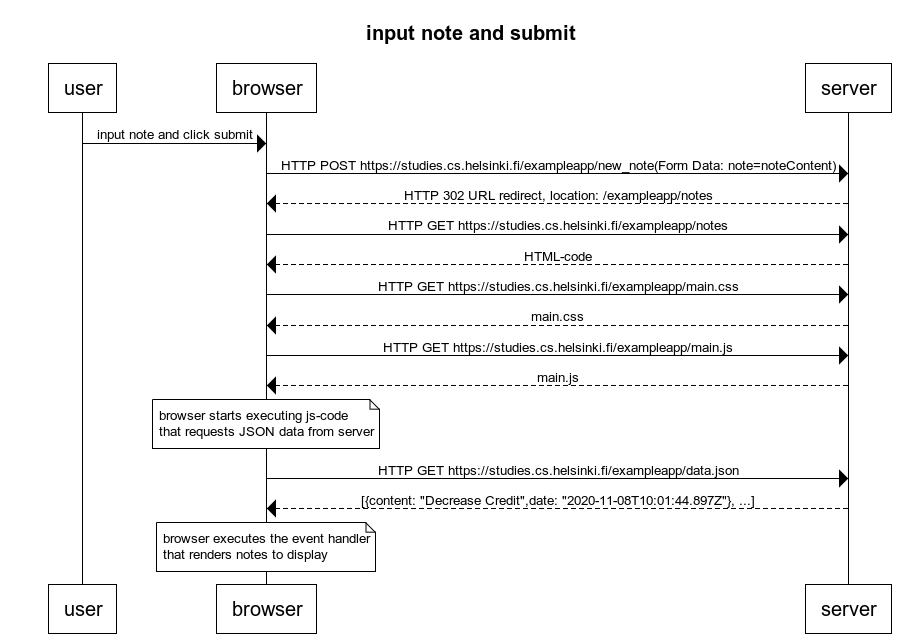 input note and submit
user
browser
server
input note and click submit
HTTP POST https://studies.cs.helsinki.fi/exampleapp/new_note(Form Data: note=noteContent)
HTTP 302 URL redirect, location: /exampleapp/notes
HTTP GET https://studies.cs.helsinki.fi/exampleapp/notes
HTML-code
HTTP GET https://studies.cs.helsinki.fi/exampleapp/main.css
main.css
HTTP GET https://studies.cs.helsinki.fi/exampleapp/main.js
main.js
browser starts executing js-code
that requests JSON data from server
HTTP GET https://studies.cs.helsinki.fi/exampleapp/data.json
[{content: "Decrease Credit",date: "2020-11-08T10:01:44.897Z"}, ...]
browser executes the event handler
that renders notes to display
user
browser
server